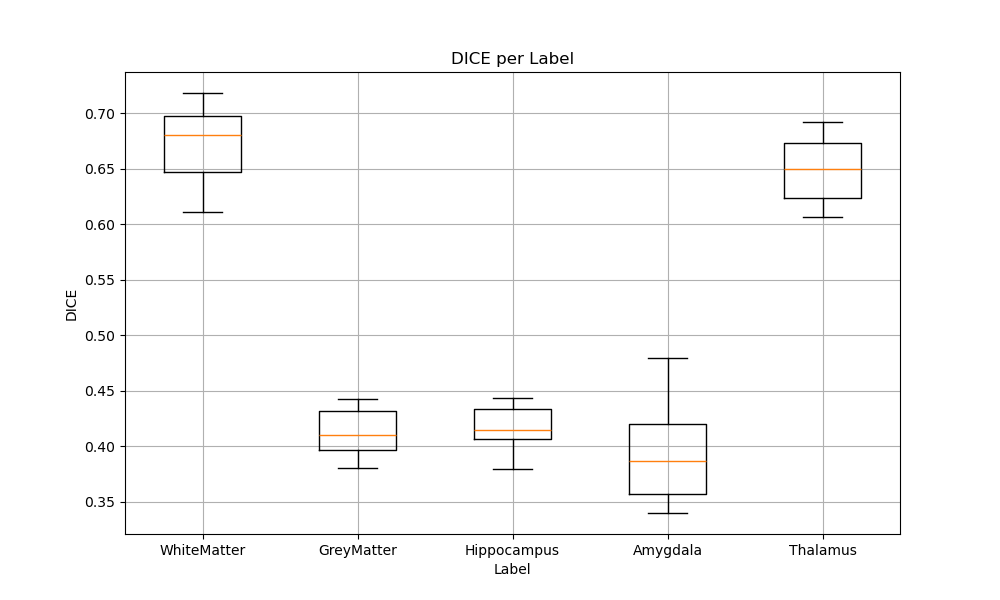 DICE per Label
0.70
0.65
0.60
0.55
0.50
0.45
0.40
0.35
DICE
WhiteMatter GreyMatter Hippocampus Amygdala Thalamus
Label